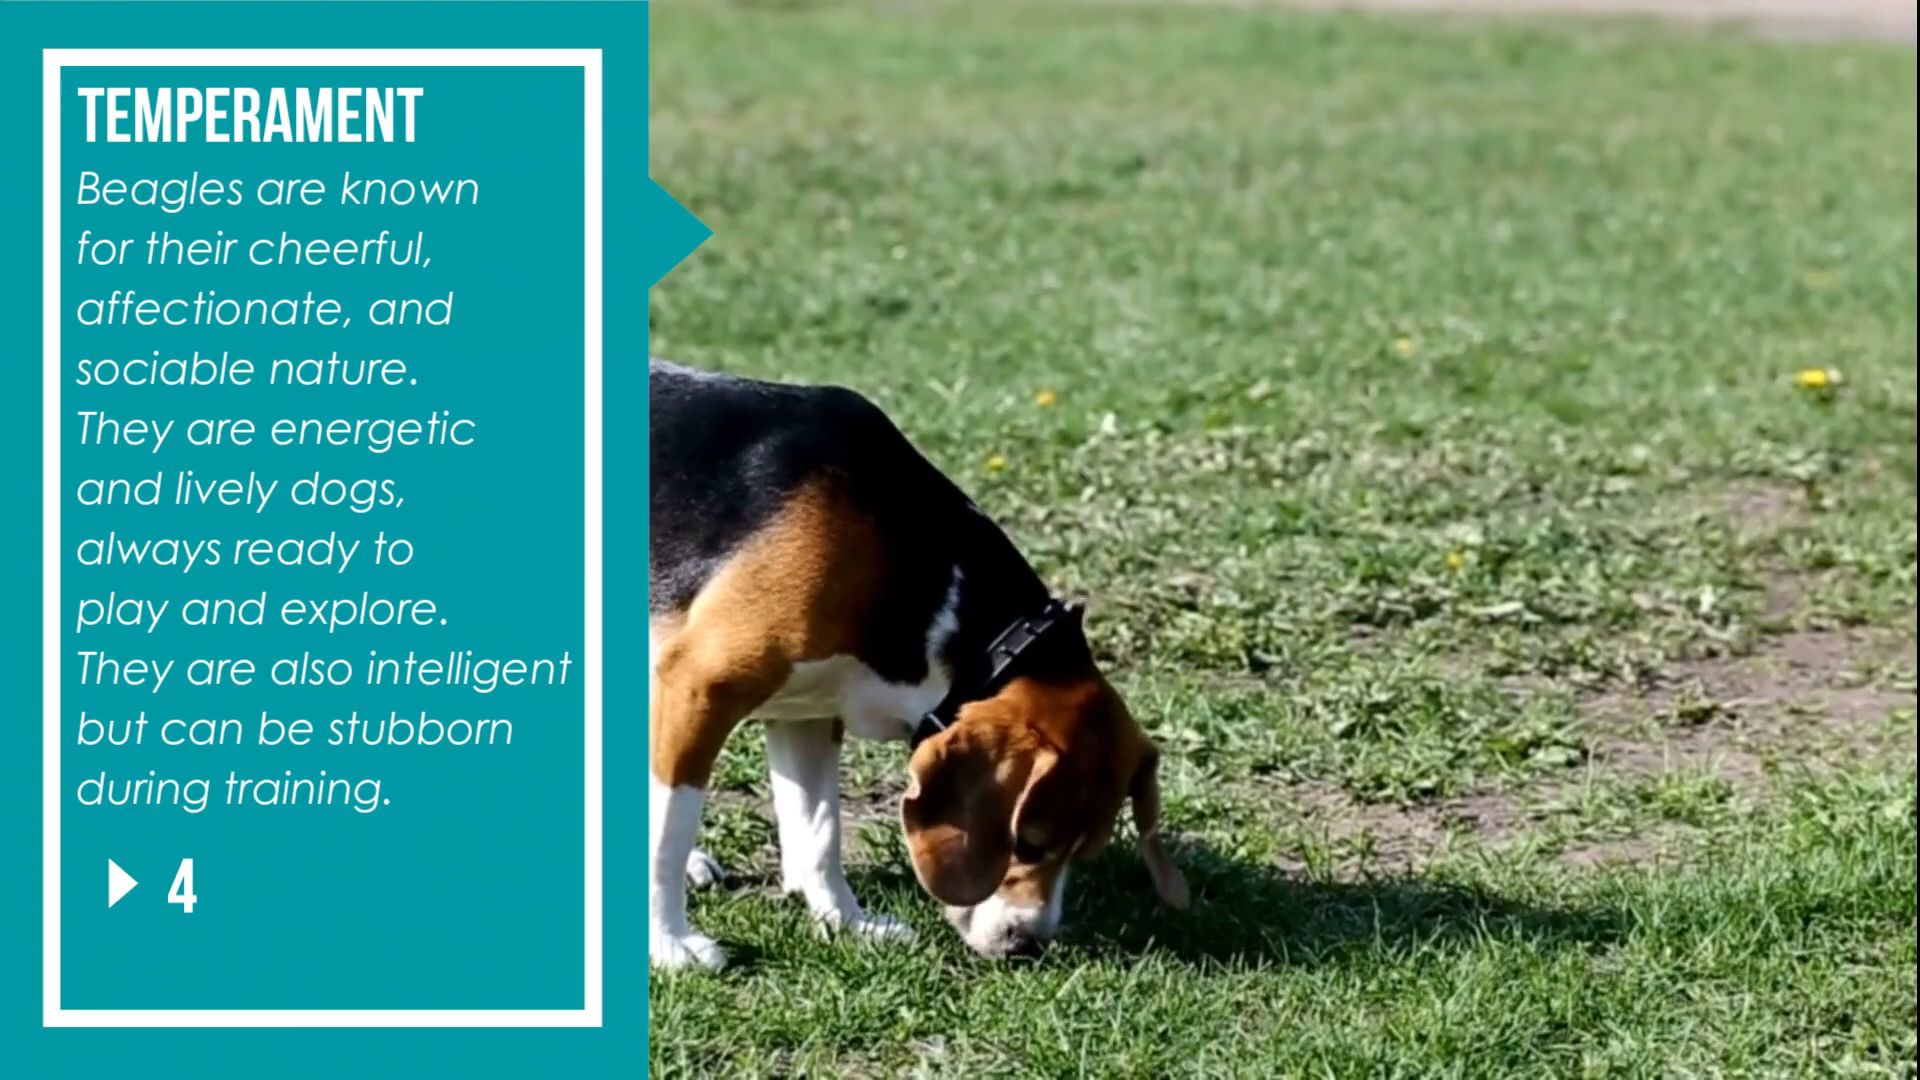 TEMPERAMENT
Beagles are known
for their cheerful,
affectionate, and
sociable nature.
They are energetic
and lively dogs,
always ready to
play and explore.
They are also intelligent
but can be stubborn
during training.
4